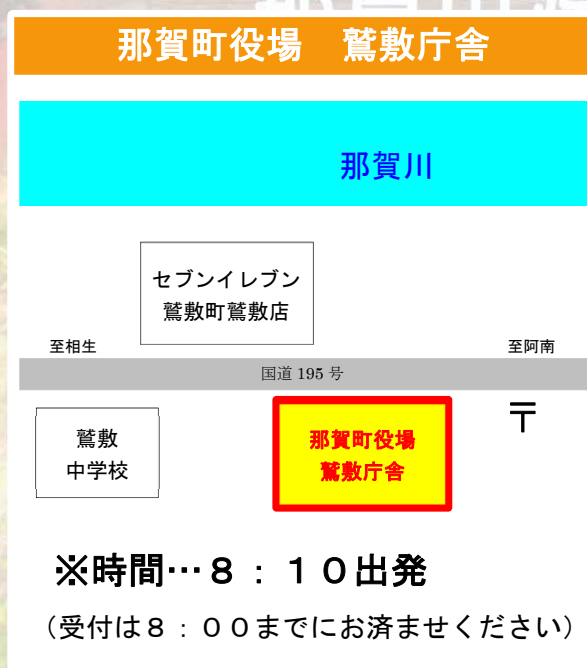 那賀町役場　鷲敷庁舎
那賀川
セブンイレブン
鷲敷町鷲敷店
至相生
至阿南
国道 195 号
〒
鷲敷
中学校
那賀町役場
鷲敷庁舎
※時間…８：１０出発
（受付は８：００までにお済ませください）